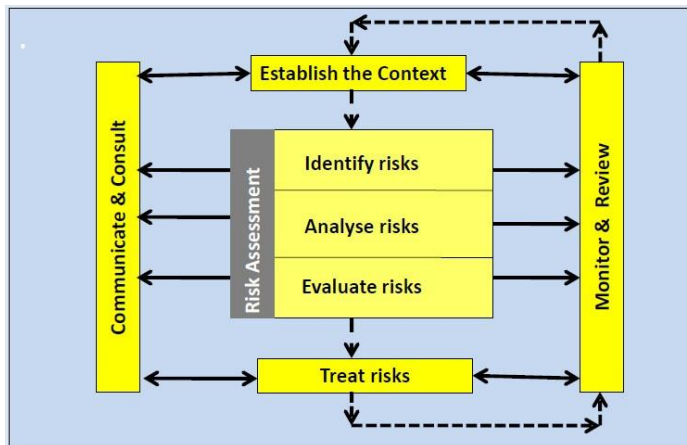 Establish the Context
Communicate & Consult
Risk Assessment
Identify risks
Analyse risks
Evaluate risks
Monitor & Review
Treat risks